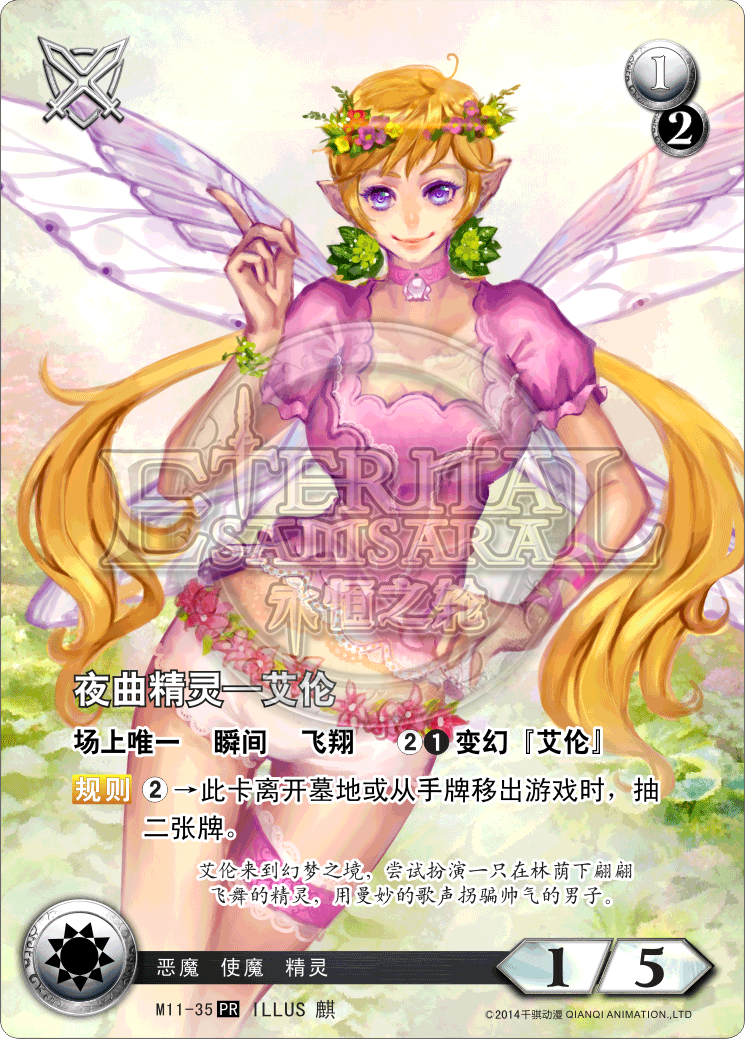 1
2
ETERNAL
SAMSARA
永恒之轮
夜曲精灵—艾伦
场上唯一 瞬间 飞翔 ②❶变幻『艾伦』
规则 ②→此卡离开墓地或从手牌移出游戏时，抽
二张牌。
艾伦来到幻梦之境，尝试扮演一只在林荫下翩翩
飞舞的精灵，用曼妙的歌声拐骗帅气的男子。
恶魔 使魔 精灵
1 5
M11-35 PR ILLUS 麒
©2014千骐动漫 QIANQI ANIMATION.,LTD